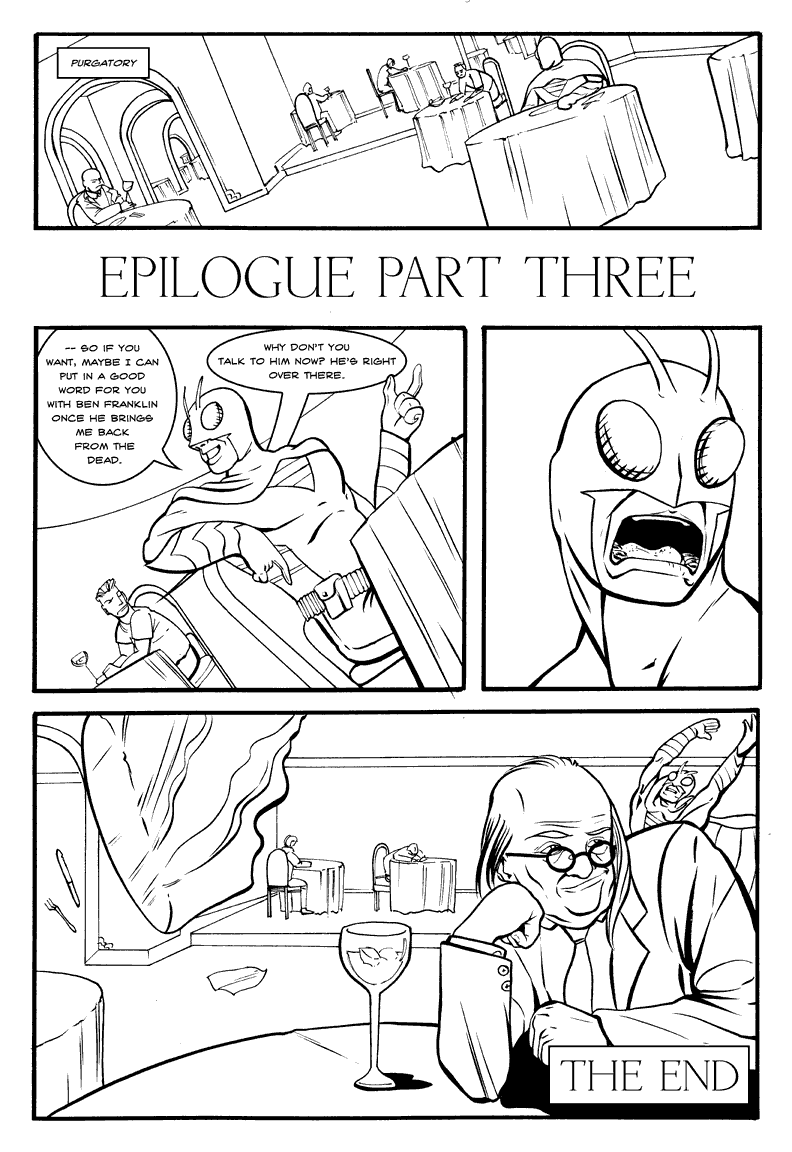 PURGATORY
EPILOGUE PART THREE
-- SO IF YOU
WANT, MAYBE I CAN
PUT IN A GOOD
WORD FOR YOU
WITH BEN FRANKLIN
ONCE HE BRINGS
ME BACK
FROM THE
DEAD.
WHY DON'T YOU
TALK TO HIM NOW? HE'S RIGHT
OVER THERE.
THE END